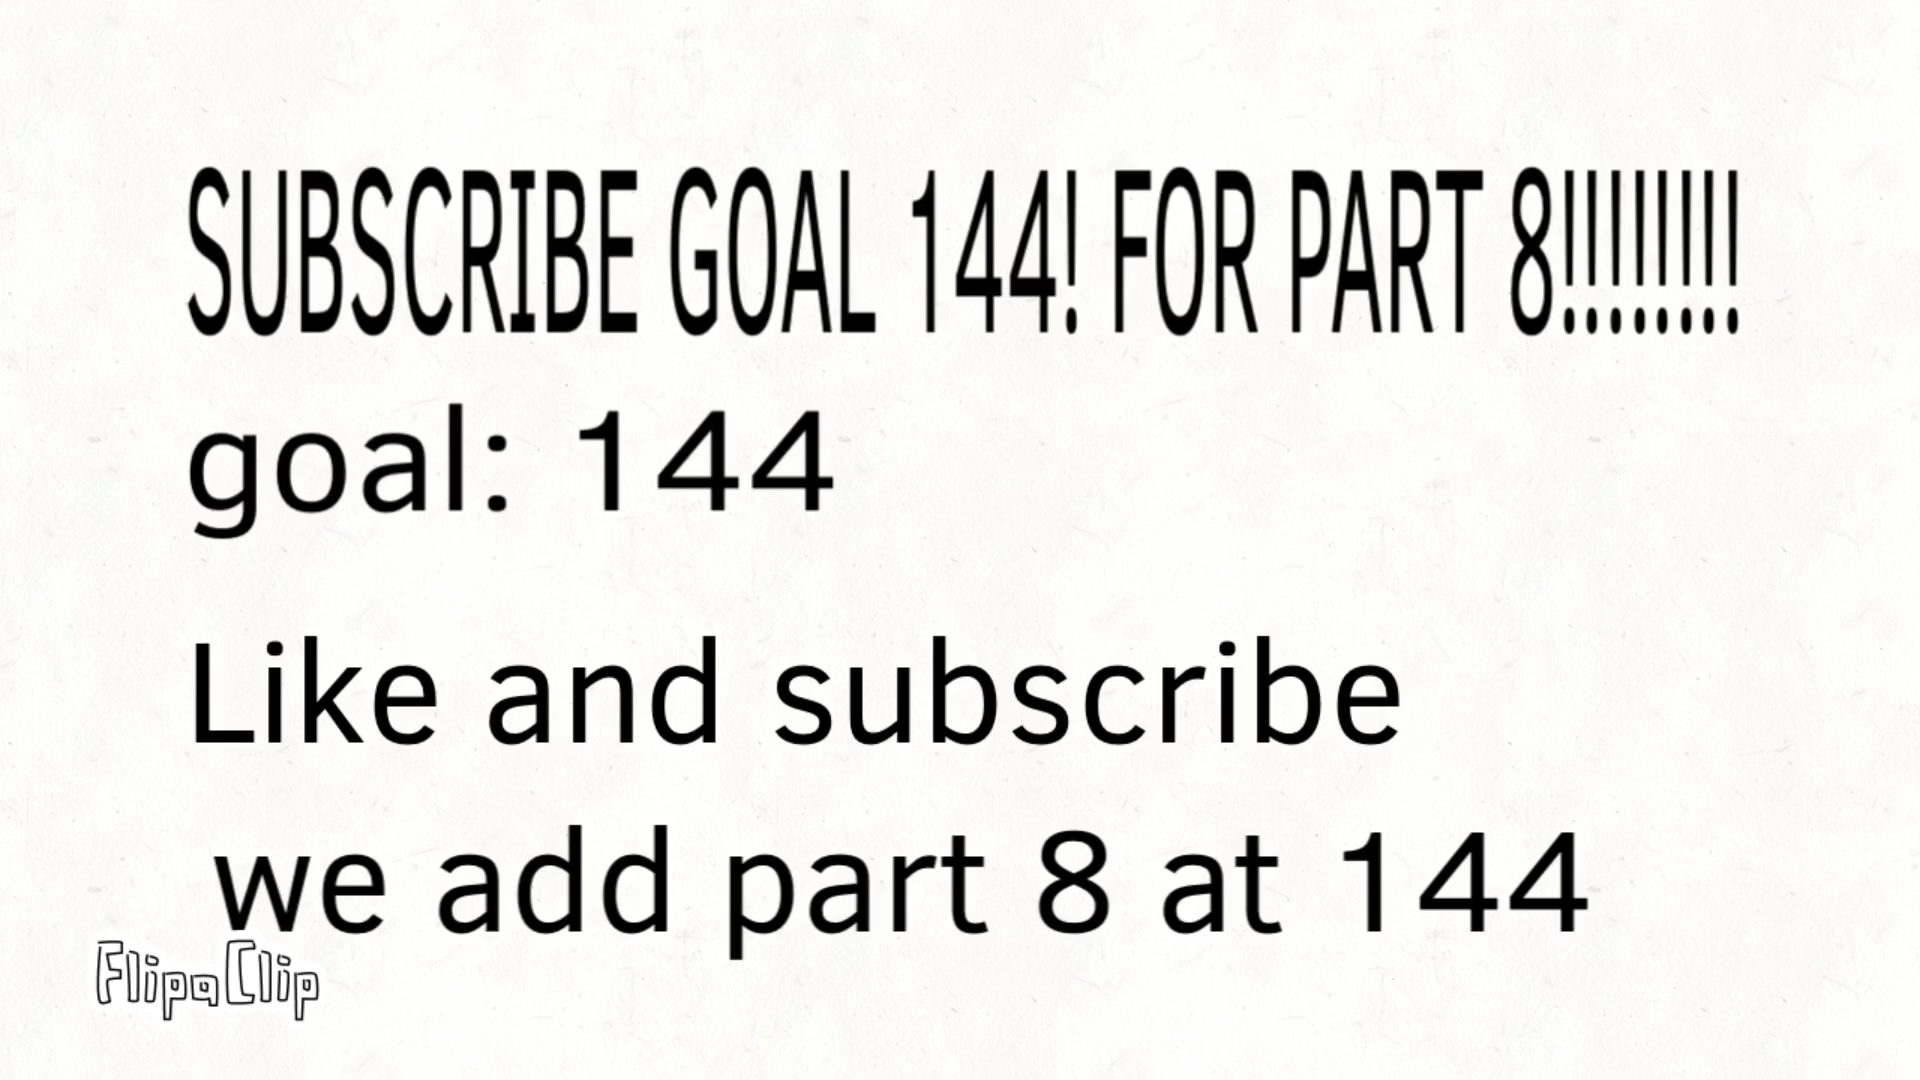 SUBSCRIBE GOAL 144! FOR PART 8!!!!!!!!
goal: 144
Like and subscribe
we add part 8 at 144
FlipaClip